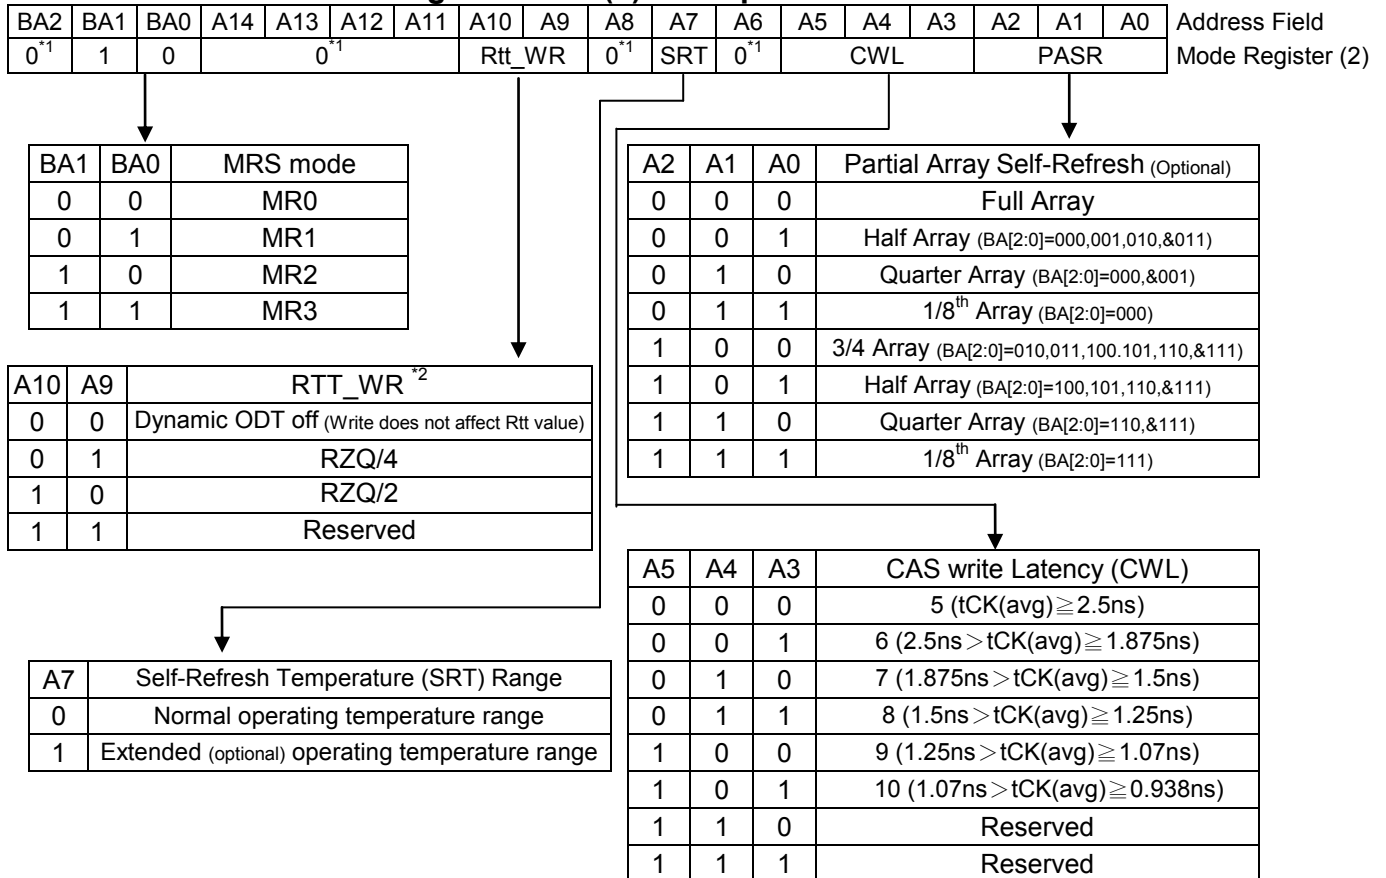 BA2 BA1 BA0 A14 A13 A12 A11 A10 A9 A8 A7 A6 A5 A4 A3 A2 A1 A0 Address Field
0*1 1 0 0*1 Rtt_WR 0*1 SRT 0*1 CWL PASR Mode Register (2)
BA1 BA0 MRS mode
0 0 MR0
0 1 MR1
1 0 MR2
1 1 MR3
A2 A1 A0 Partial Array Self-Refresh (Optional)
0 0 0 Full Array
0 0 1 Half Array (BA[2:0]=000,001,010,&011)
0 1 0 Quarter Array (BA[2:0]=000,&001)
0 1 1 1/8th Array (BA[2:0]=000)
1 0 0 3/4 Array (BA[2:0]=010,011,100.101,110,&111)
1 0 1 Half Array (BA[2:0]=100,101,110,&111)
1 1 0 Quarter Array (BA[2:0]=110,&111)
1 1 1 1/8th Array (BA[2:0]=111)
A10 A9 RTT_WR *2
0 0 Dynamic ODT off (Write does not affect Rtt value)
0 1 RZQ/4
1 0 RZQ/2
1 1 Reserved
A5 A4 A3 CAS write Latency (CWL)
0 0 0 5 (tCK(avg)≧2.5ns)
0 0 1 6 (2.5ns＞tCK(avg)≧1.875ns)
0 1 0 7 (1.875ns＞tCK(avg)≧1.5ns)
0 1 1 8 (1.5ns＞tCK(avg)≧1.25ns)
1 0 0 9 (1.25ns＞tCK(avg)≧1.07ns)
1 0 1 10 (1.07ns＞tCK(avg)≧0.938ns)
1 1 0 Reserved
1 1 1 Reserved
A7 Self-Refresh Temperature (SRT) Range
0 Normal operating temperature range
1 Extended (optional) operating temperature range